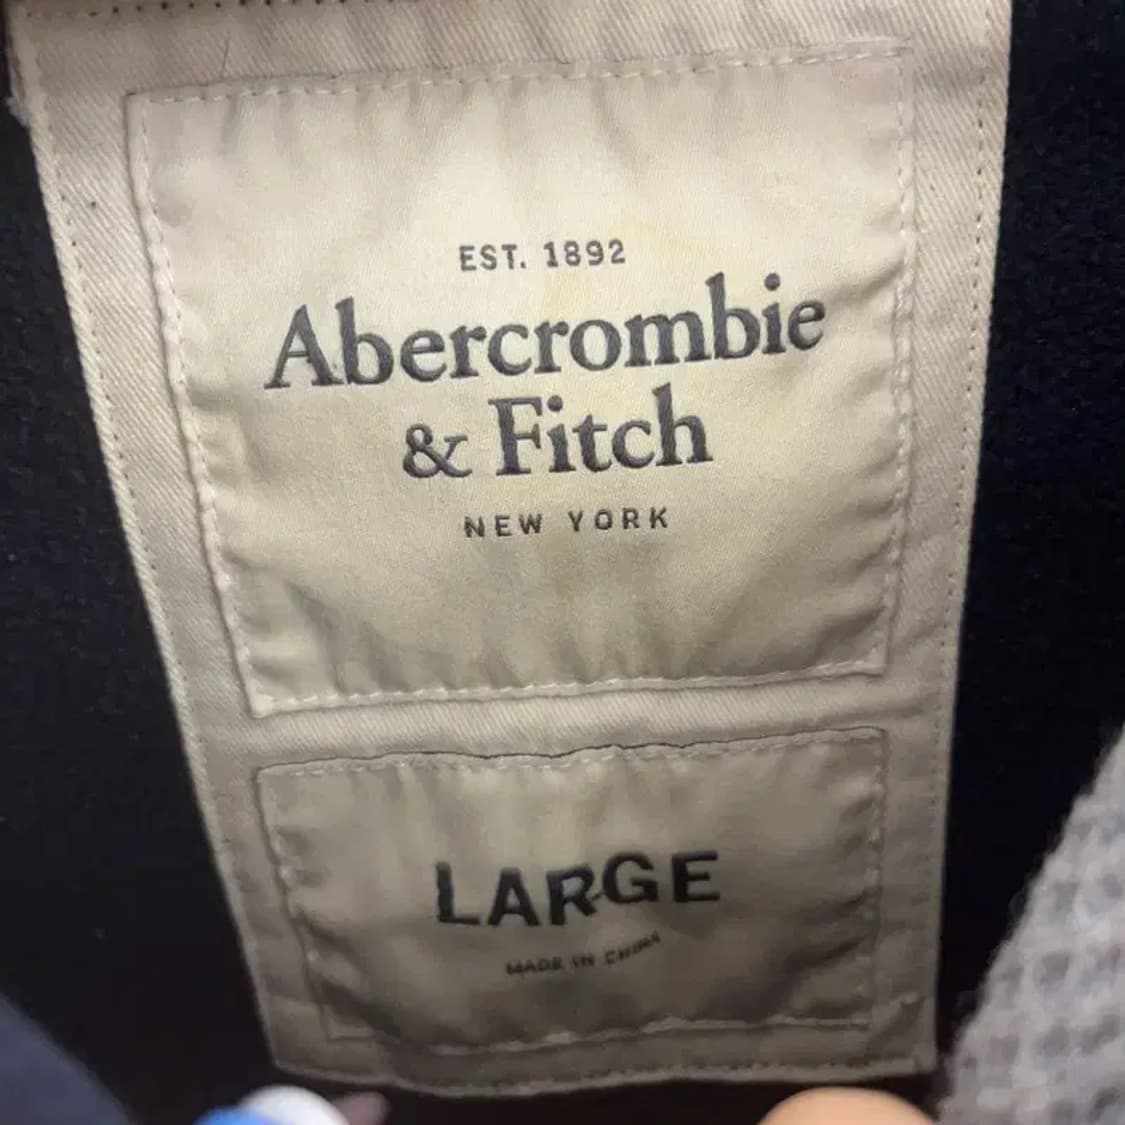 EST. 1892
Abercrombie
& Fitch
NEW YORK
LARGE
MADE IN CHINA